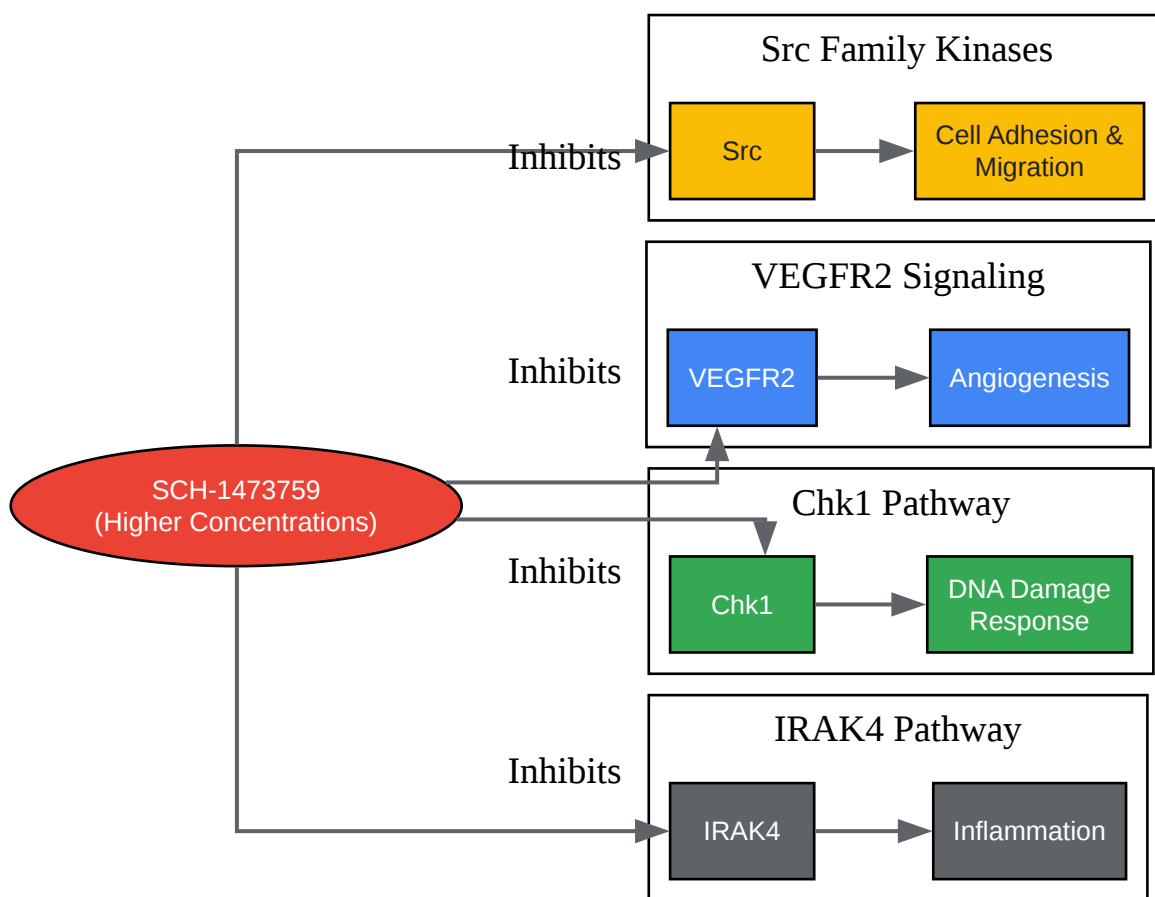 Src Family Kinases
Inhibits
Src
Cell Adhesion &
Migration
VEGFR2 Signaling
Inhibits
VEGFR2
Angiogenesis
SCH-1473759
(Higher Concentrations)
Chk1 Pathway
Inhibits
Chk1
DNA Damage
Response
IRAK4 Pathway
Inhibits
IRAK4
Inflammation